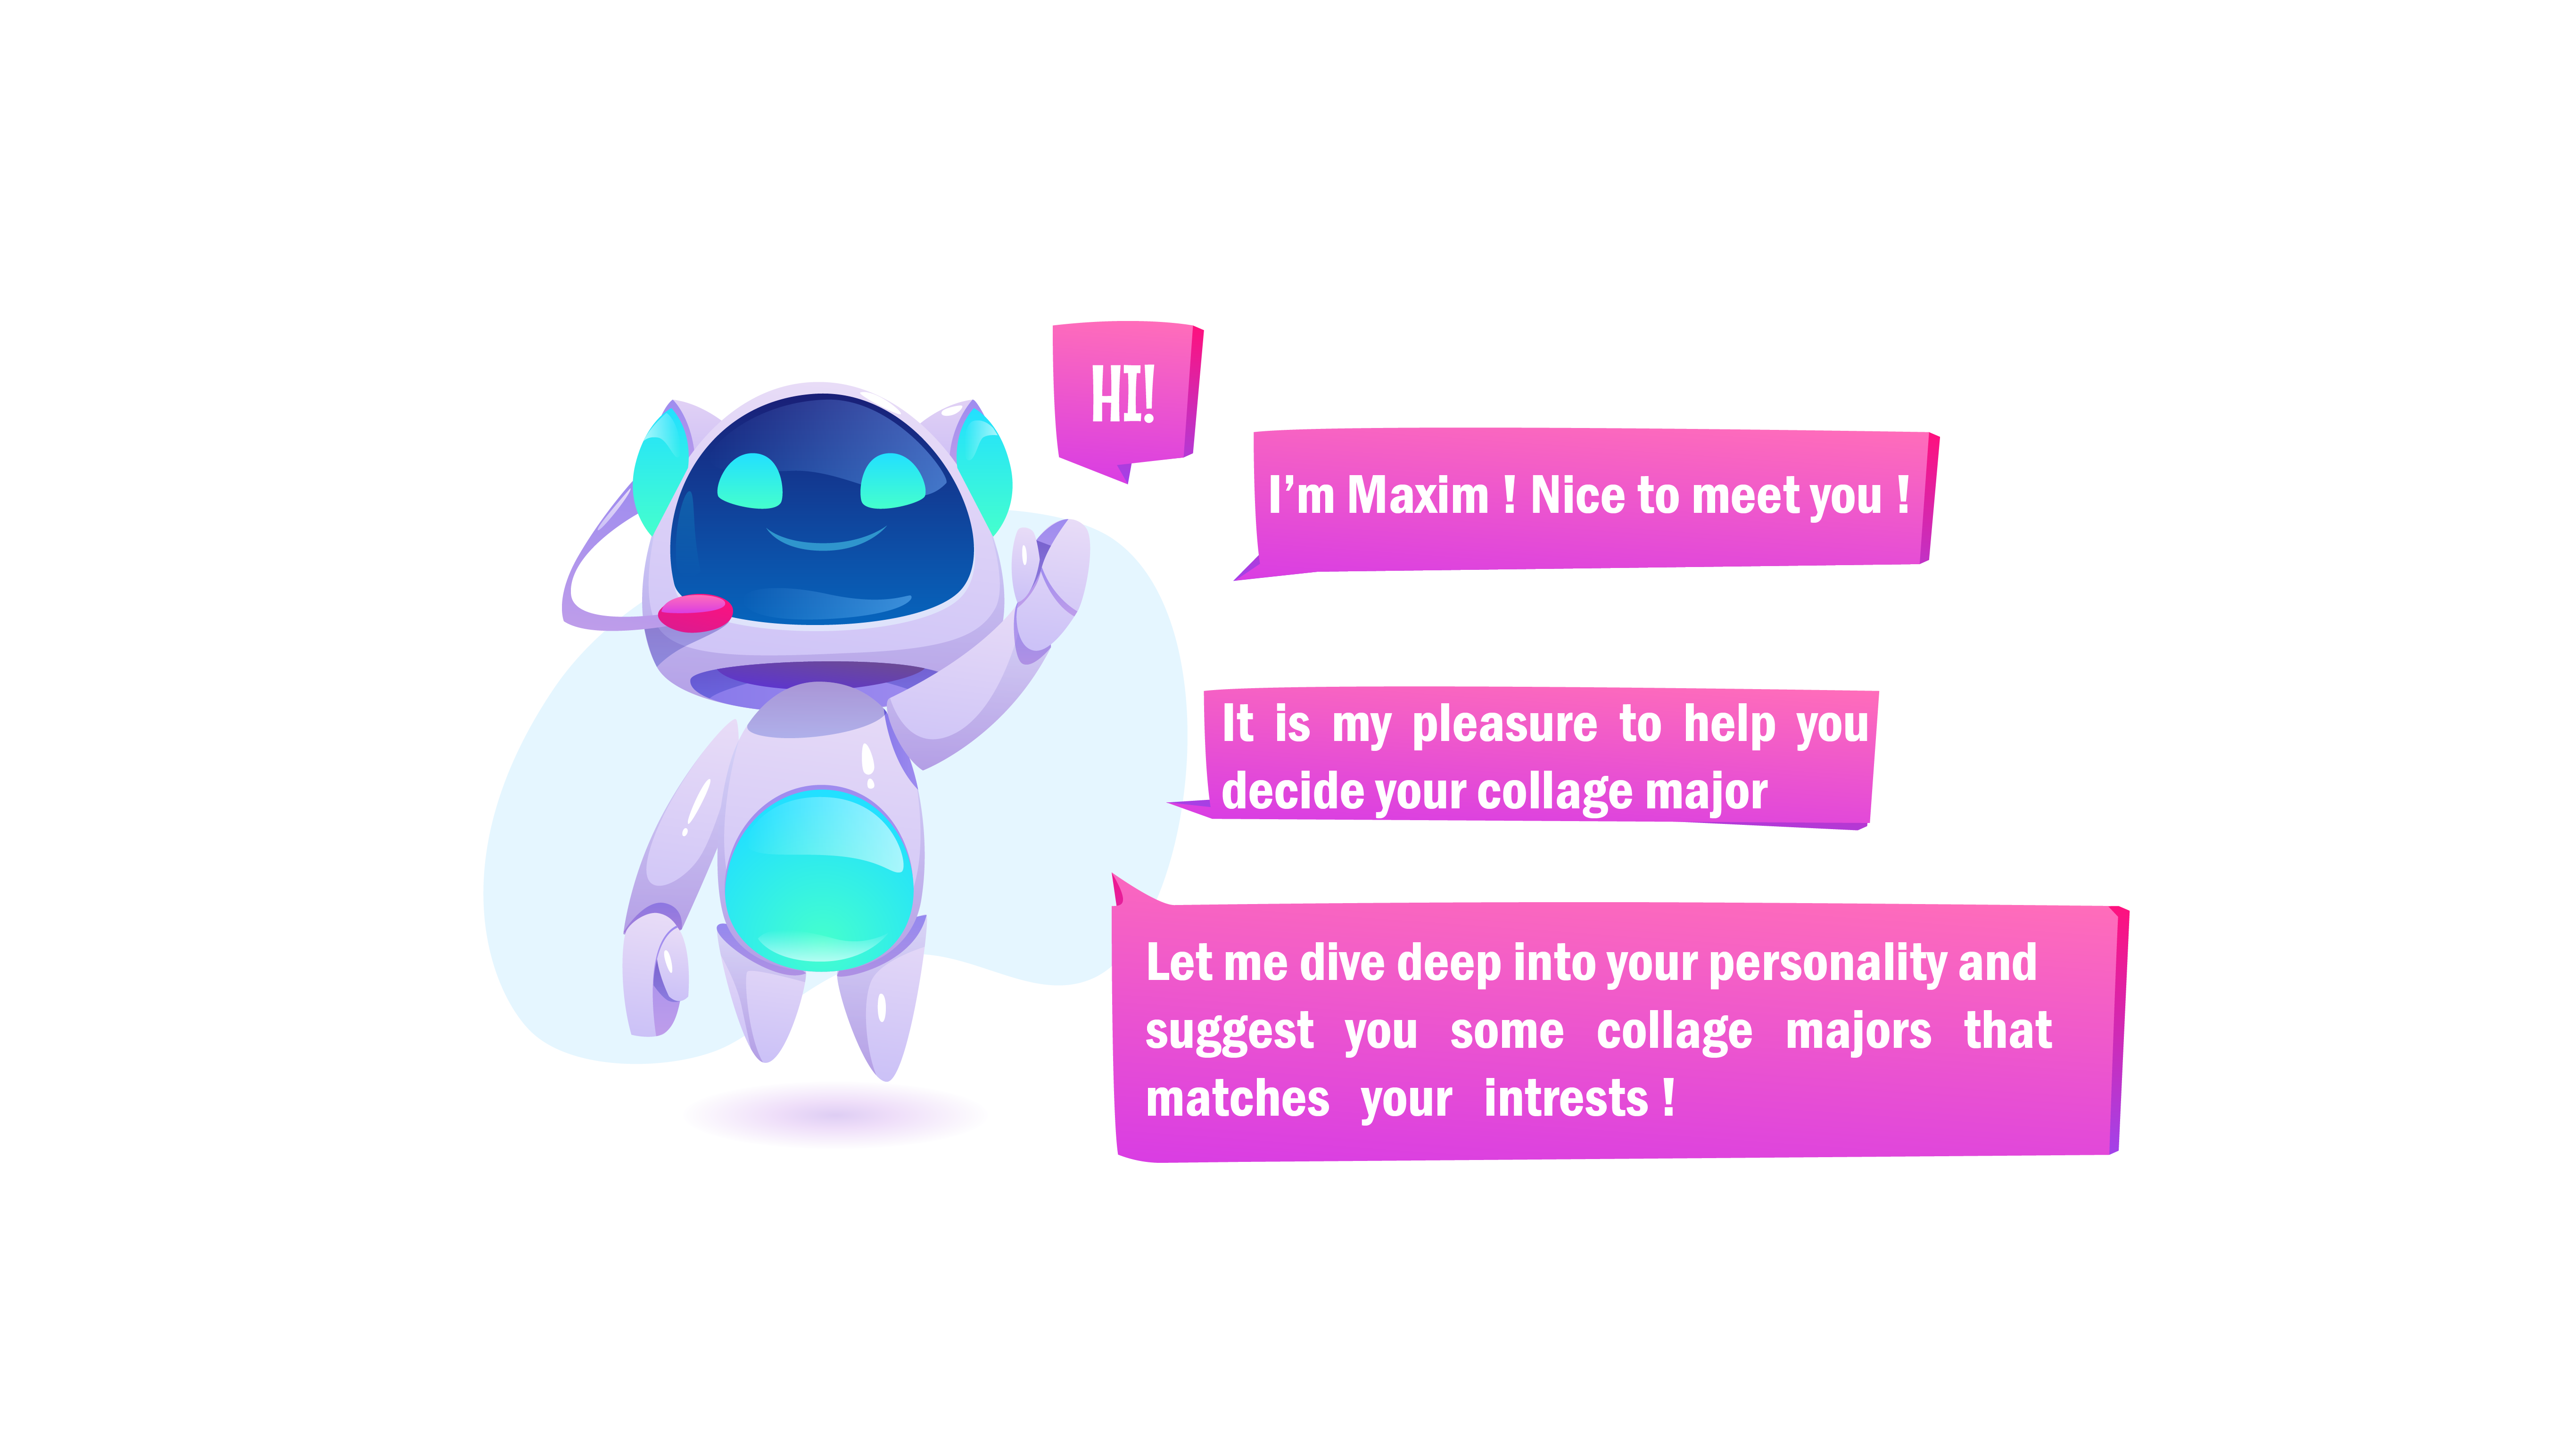 HI!
I’m Maxim ! Nice to meet you !
It is my pleasure to help you
decide your collage major
Let me dive deep into your personality and
suggest you some collage majors that
matches your intrests !